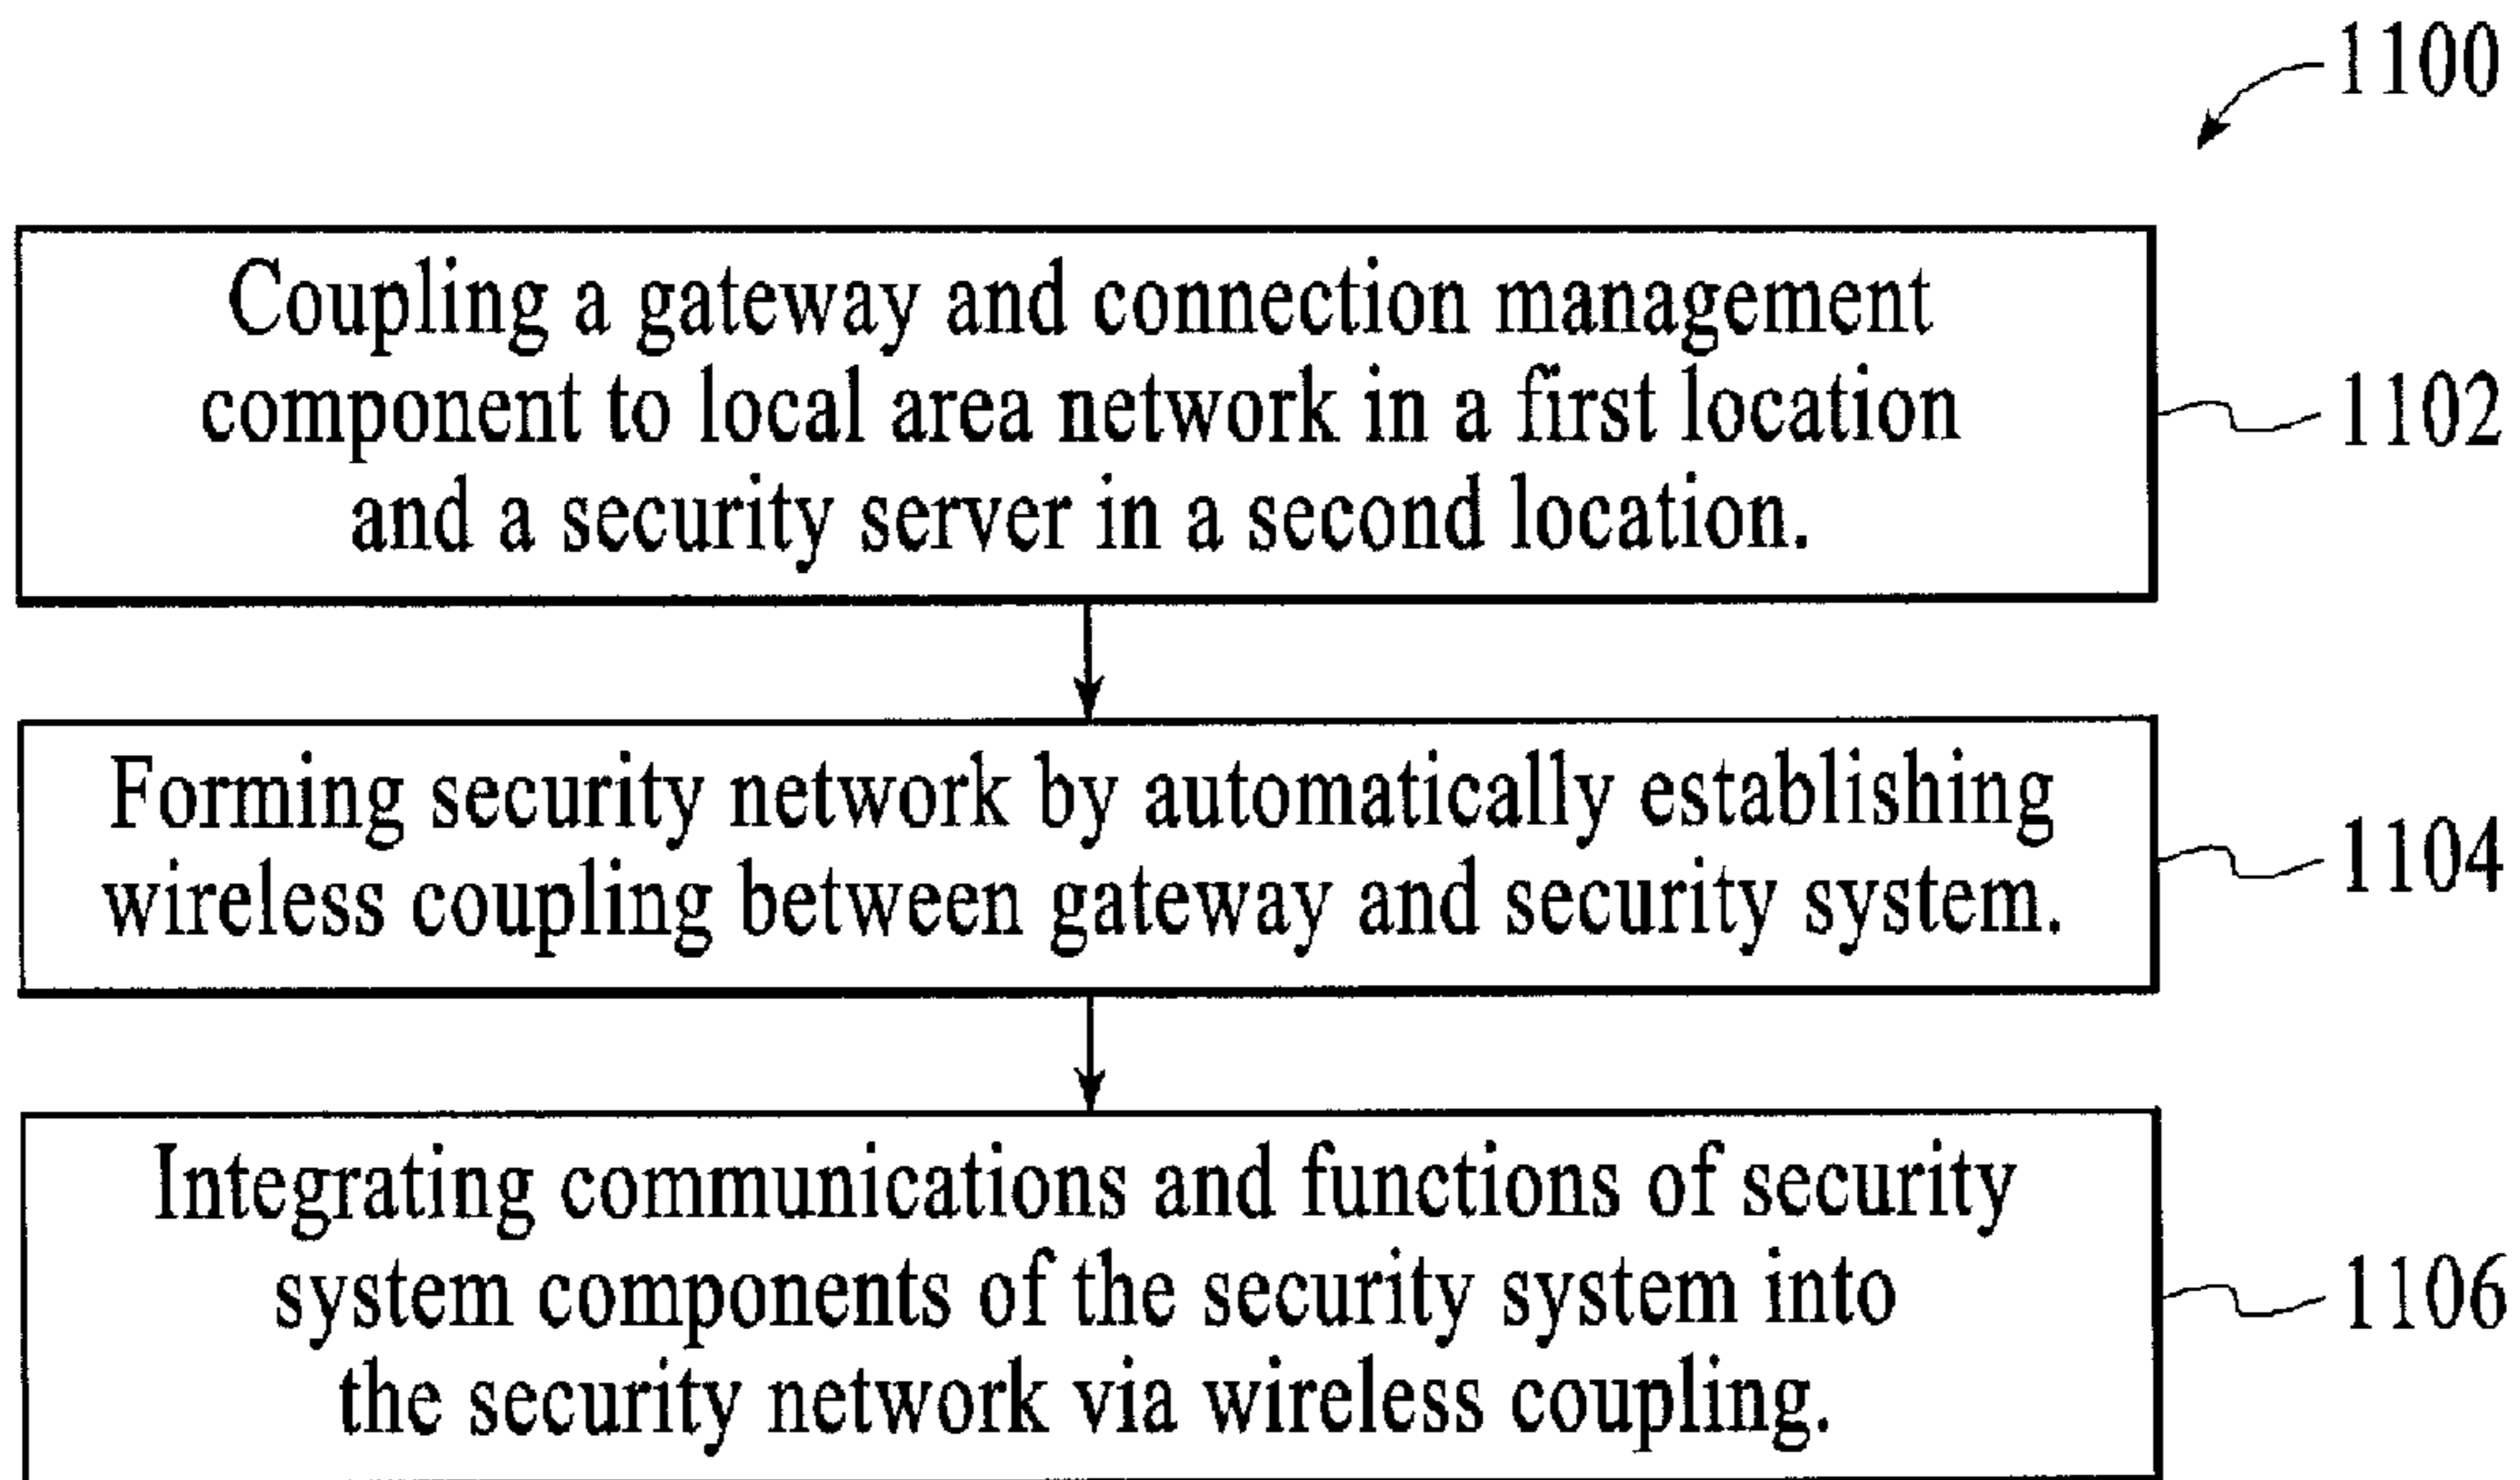 1100
Coupling a gateway and connection management
component to local area network in a first location
and a security server in a second location.
1102
Forming security network by automatically establishing
wireless coupling between gateway and security system.
1104
Integrating communications and functions of security
system components of the security system into
the security network via wireless coupling.
1106